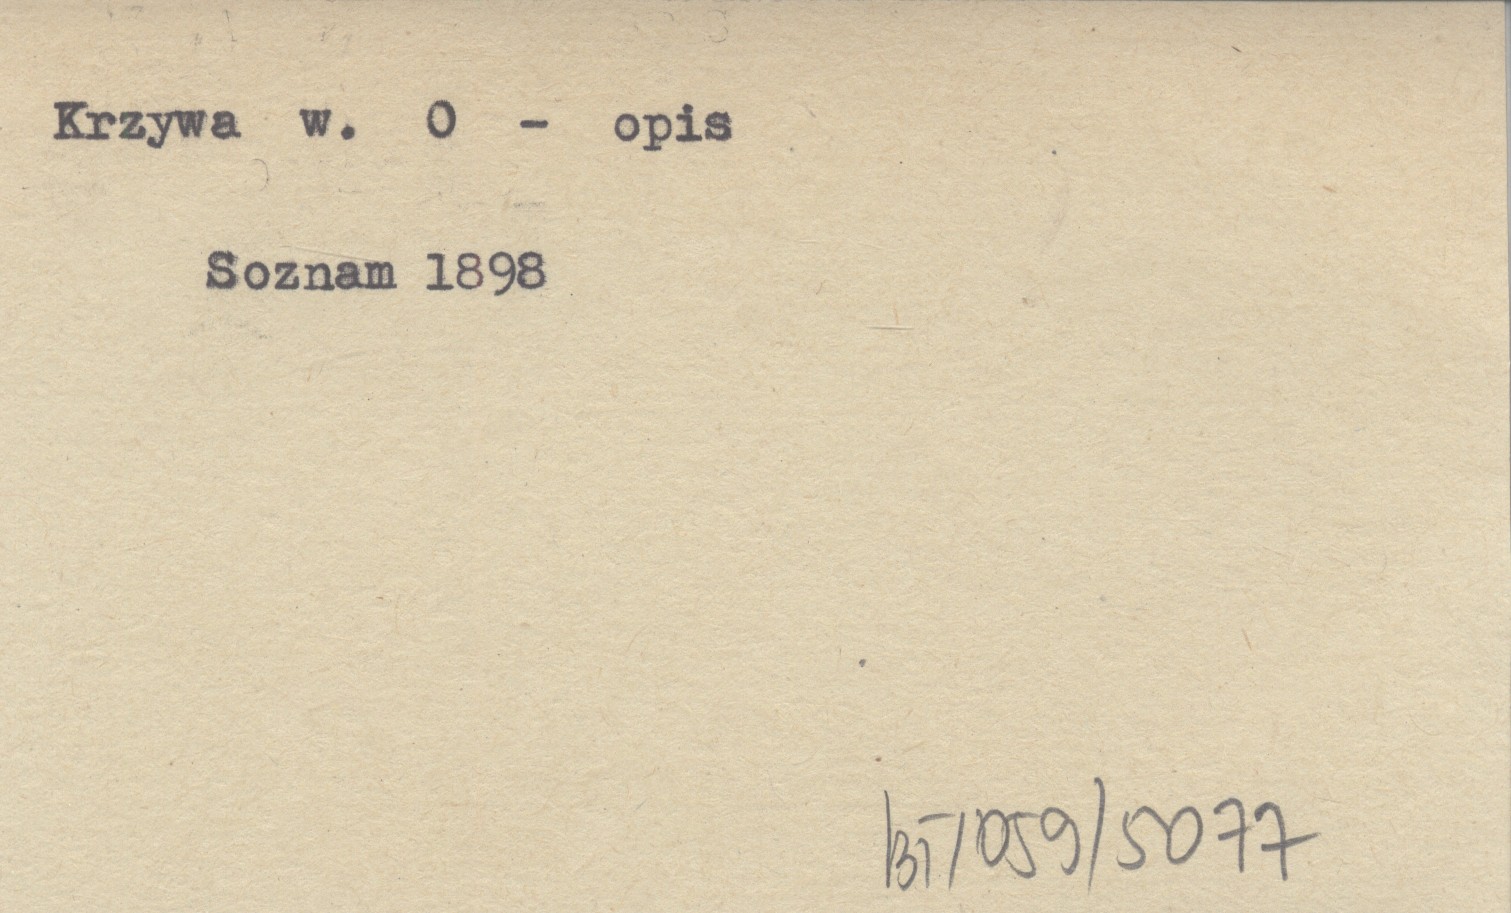 Krzywa w. O - opis
Soznam 1898
BT/059/5077